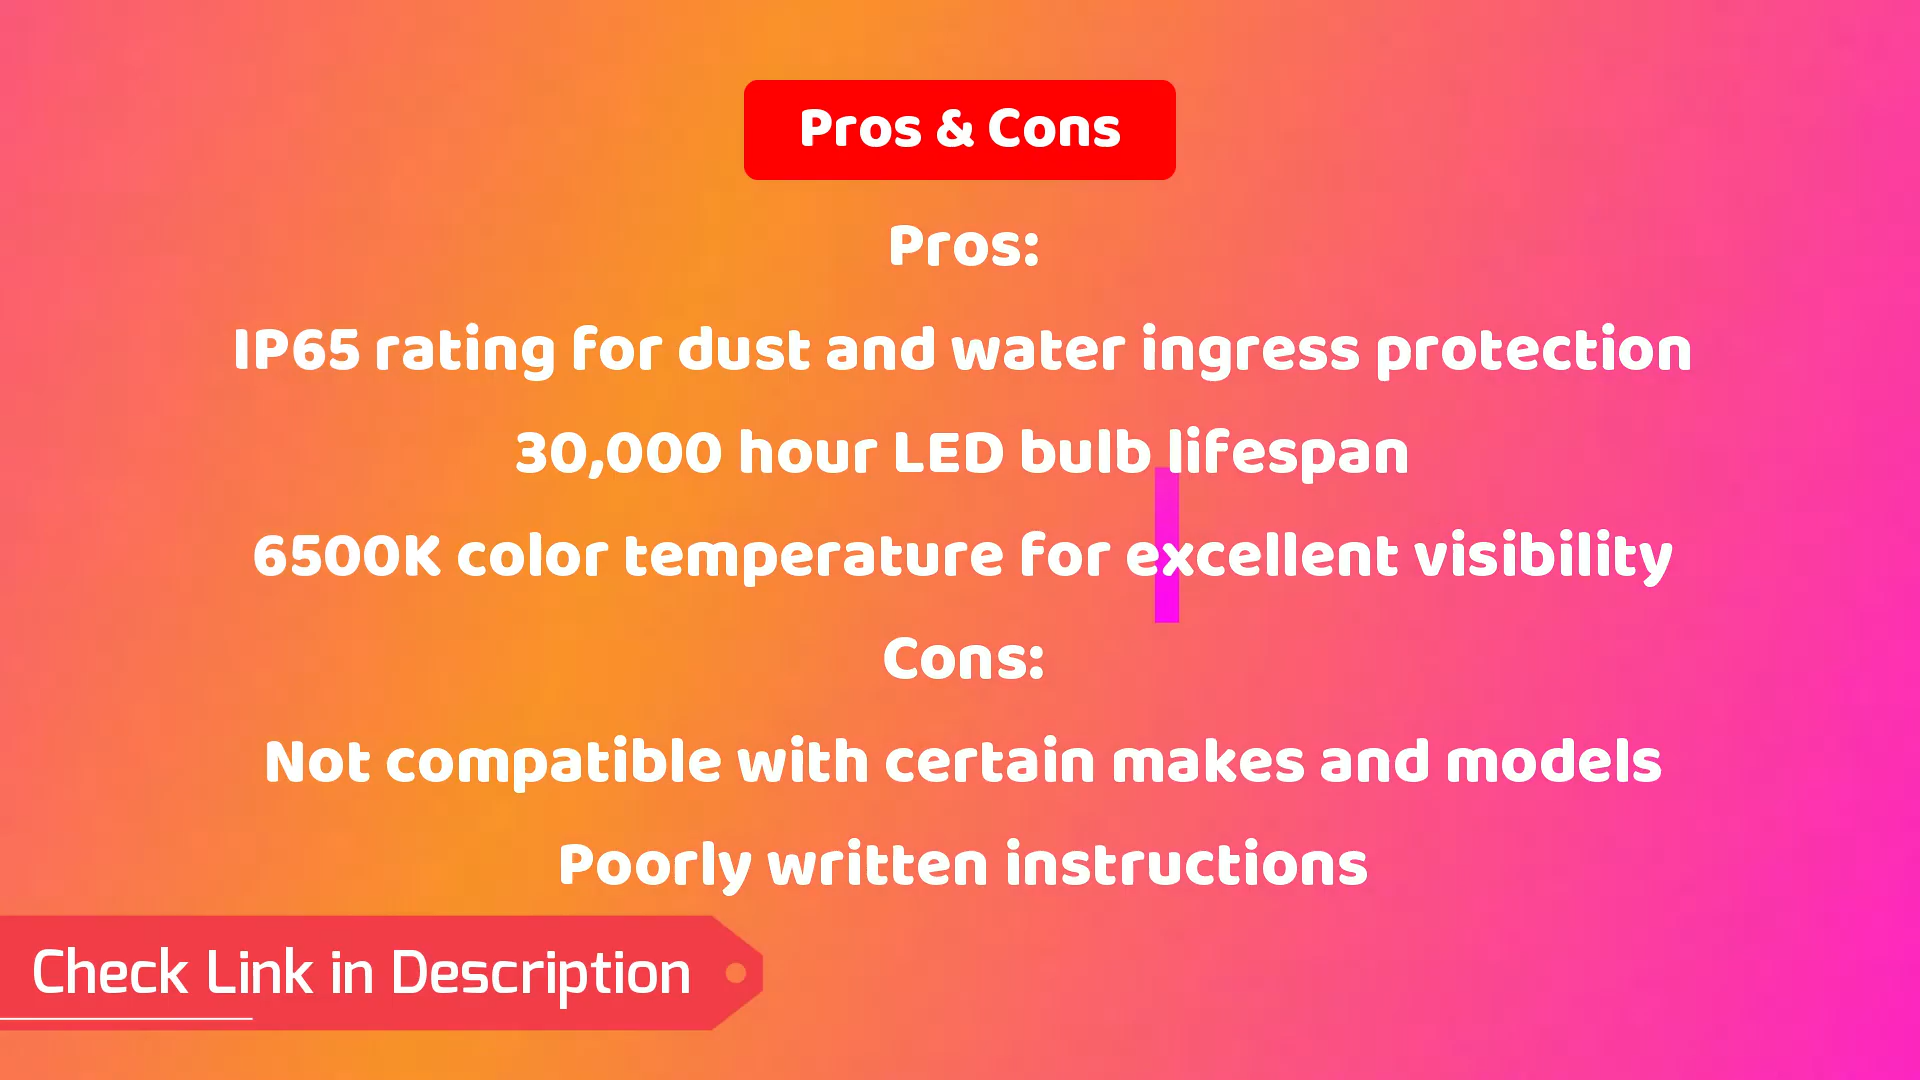 Pros & Cons
Pros:
IP65 rating for dust and water ingress protection
30,000 hour LED bulb lifespan
6500K color temperature for excellent visibility
Cons:
Not compatible with certain makes and models
Poorly written instructions
Check Link in Description